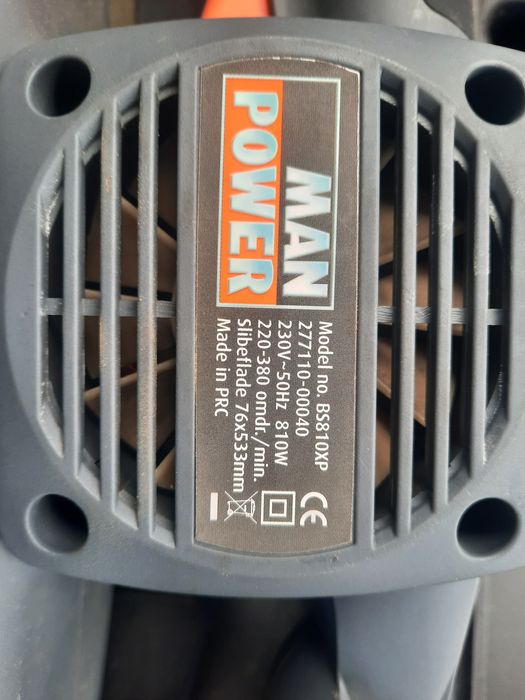 MAN
POWER
Model no. BS810XP
277110-00040
230V~50Hz 810W
220-380 omdr./min.
Slibeflade 76x533mm
Made in PRC
CE